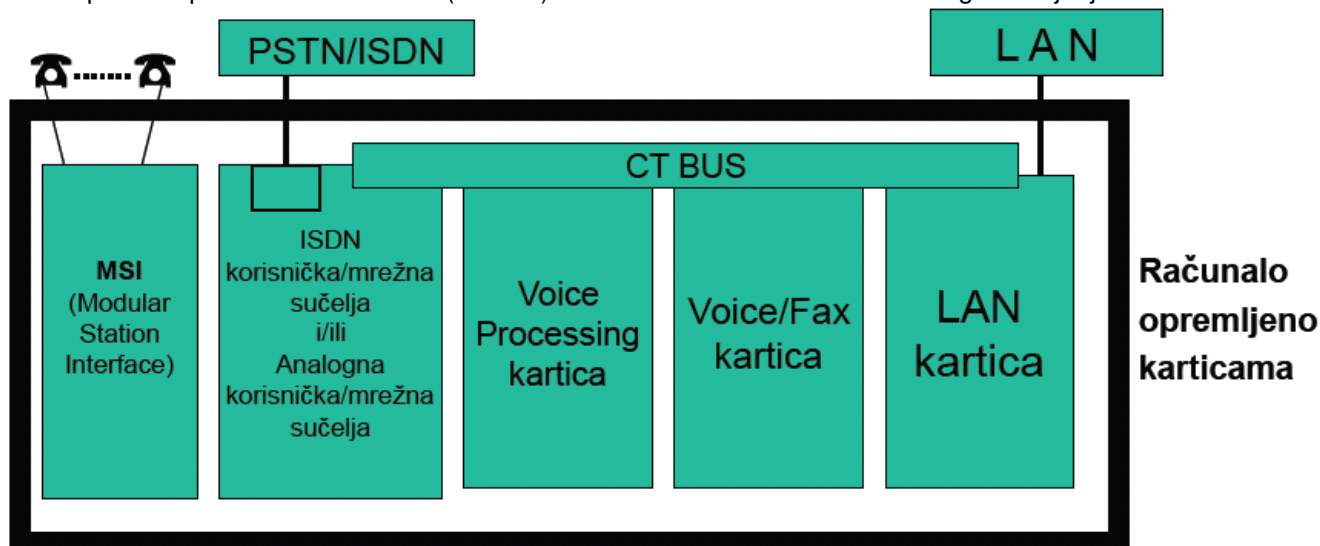 PSTN/ISDN
L A N
CT BUS
MSI
(Modular
Station
Interface)
ISDN
korisnička/mrežna
sučelja
i/ili
Analogna
korisnička/mrežna
sučelja
Voice
Processing
kartica
Voice/Fax
kartica
LAN
kartica
Računalo
opremljeno
karticama